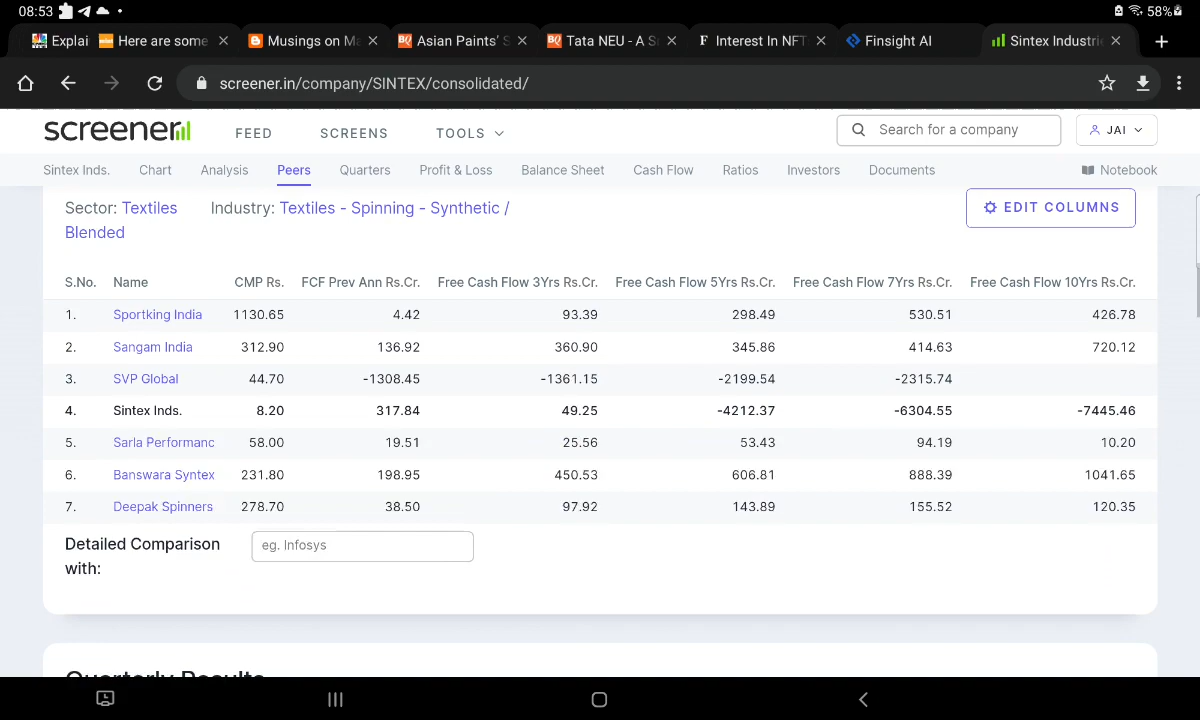 08:53 58%
Explai Here are some Musings on Ma Asian Paints' S Tata NEU - A S Interest In NFT Finsight AI Sintex Industrie
screener.in/company/SINTEX/consolidated/
screener FEED SCREENS TOOLS Search for a company JAI
Sintex Inds. Chart Analysis Peers Quarters Profit & Loss Balance Sheet Cash Flow Ratios Investors Documents Notebook
Sector: Textiles Industry: Textiles - Spinning - Synthetic /
Blended
EDIT COLUMNS
S.No. Name CMP Rs. FCF Prev Ann Rs.Cr. Free Cash Flow 3Yrs Rs.Cr. Free Cash Flow 5Yrs Rs.Cr. Free Cash Flow 7Yrs Rs.Cr. Free Cash Flow 10Yrs Rs.Cr.
1. Sportking India 1130.65 4.42 93.39 298.49 530.51 426.78
2. Sangam India 312.90 136.92 360.90 345.86 414.63 720.12
3. SVP Global 44.70 -1308.45 -1361.15 -2199.54 -2315.74
4. Sintex Inds. 8.20 317.84 49.25 -4212.37 -6304.55 -7445.46
5. Sarla Performanc 58.00 19.51 25.56 53.43 94.19 10.20
6. Banswara Syntex 231.80 198.95 450.53 606.81 888.39 1041.65
7. Deepak Spinners 278.70 38.50 97.92 143.89 155.52 120.35
Detailed Comparison
with:
eg. Infosys
Quarterly Results